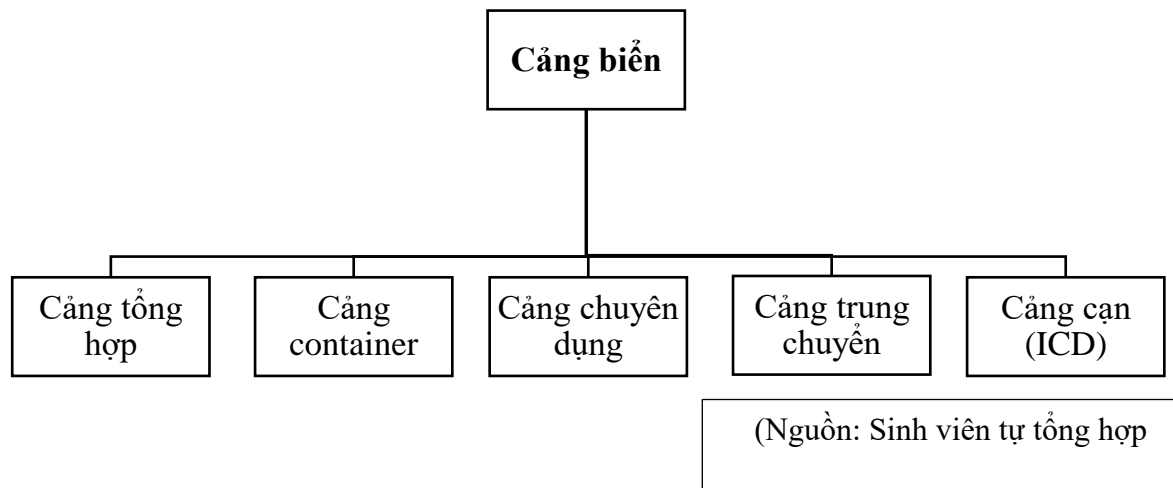 Cảng biển
Cảng tổng
hợp
Cảng
container
Cảng chuyên
dụng
Cảng trung
chuyển
Cảng cạn
(ICD)
(Nguồn: Sinh viên tự tổng hợp